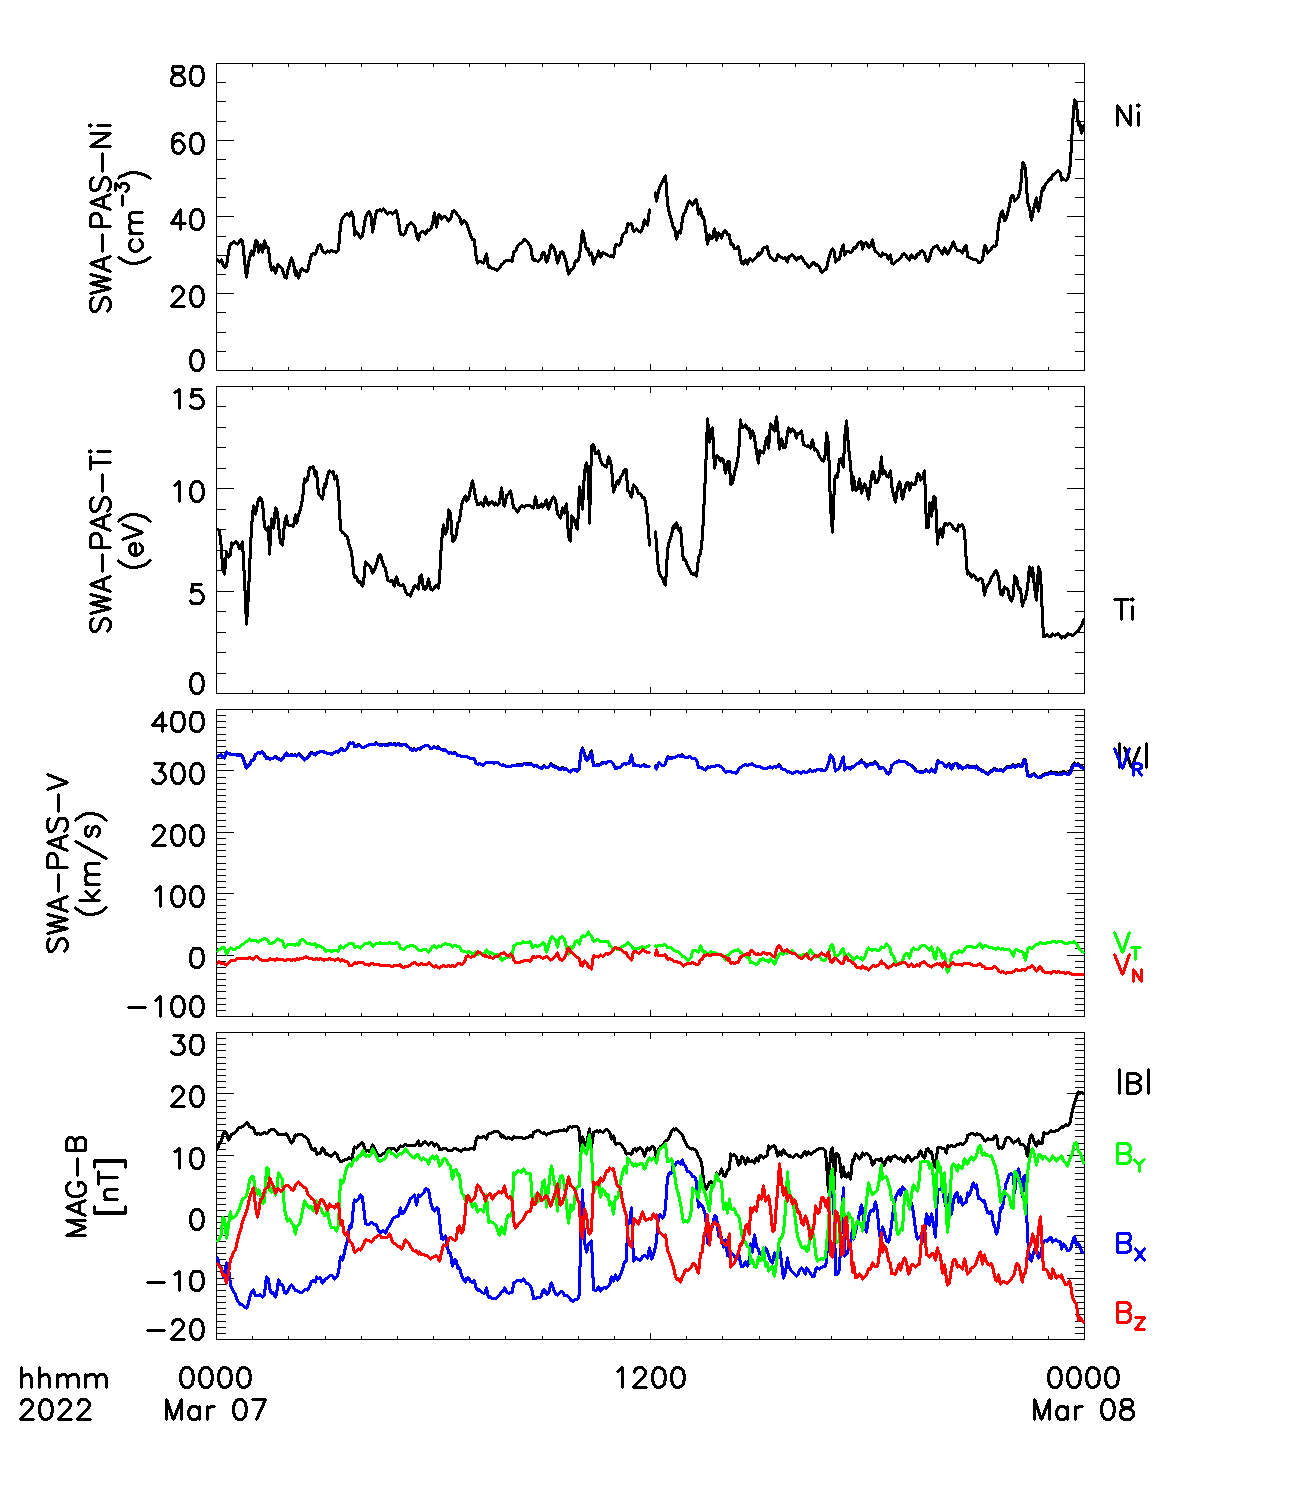 SWA-PAS-Ni
(cm⁻³)
80
60
40
20
0
Ni
SWA-PAS-Ti
(eV)
15
10
5
0
Ti
SWA-PAS-V
(km/s)
400
300
200
100
0
-100
|V|
V_R
V_T
V_N
MAG-B
[nT]
30
20
10
0
-10
-20
|B|
B_Y
B_X
B_Z
hhmm 0000 1200 0000
2022 Mar 07 Mar 08